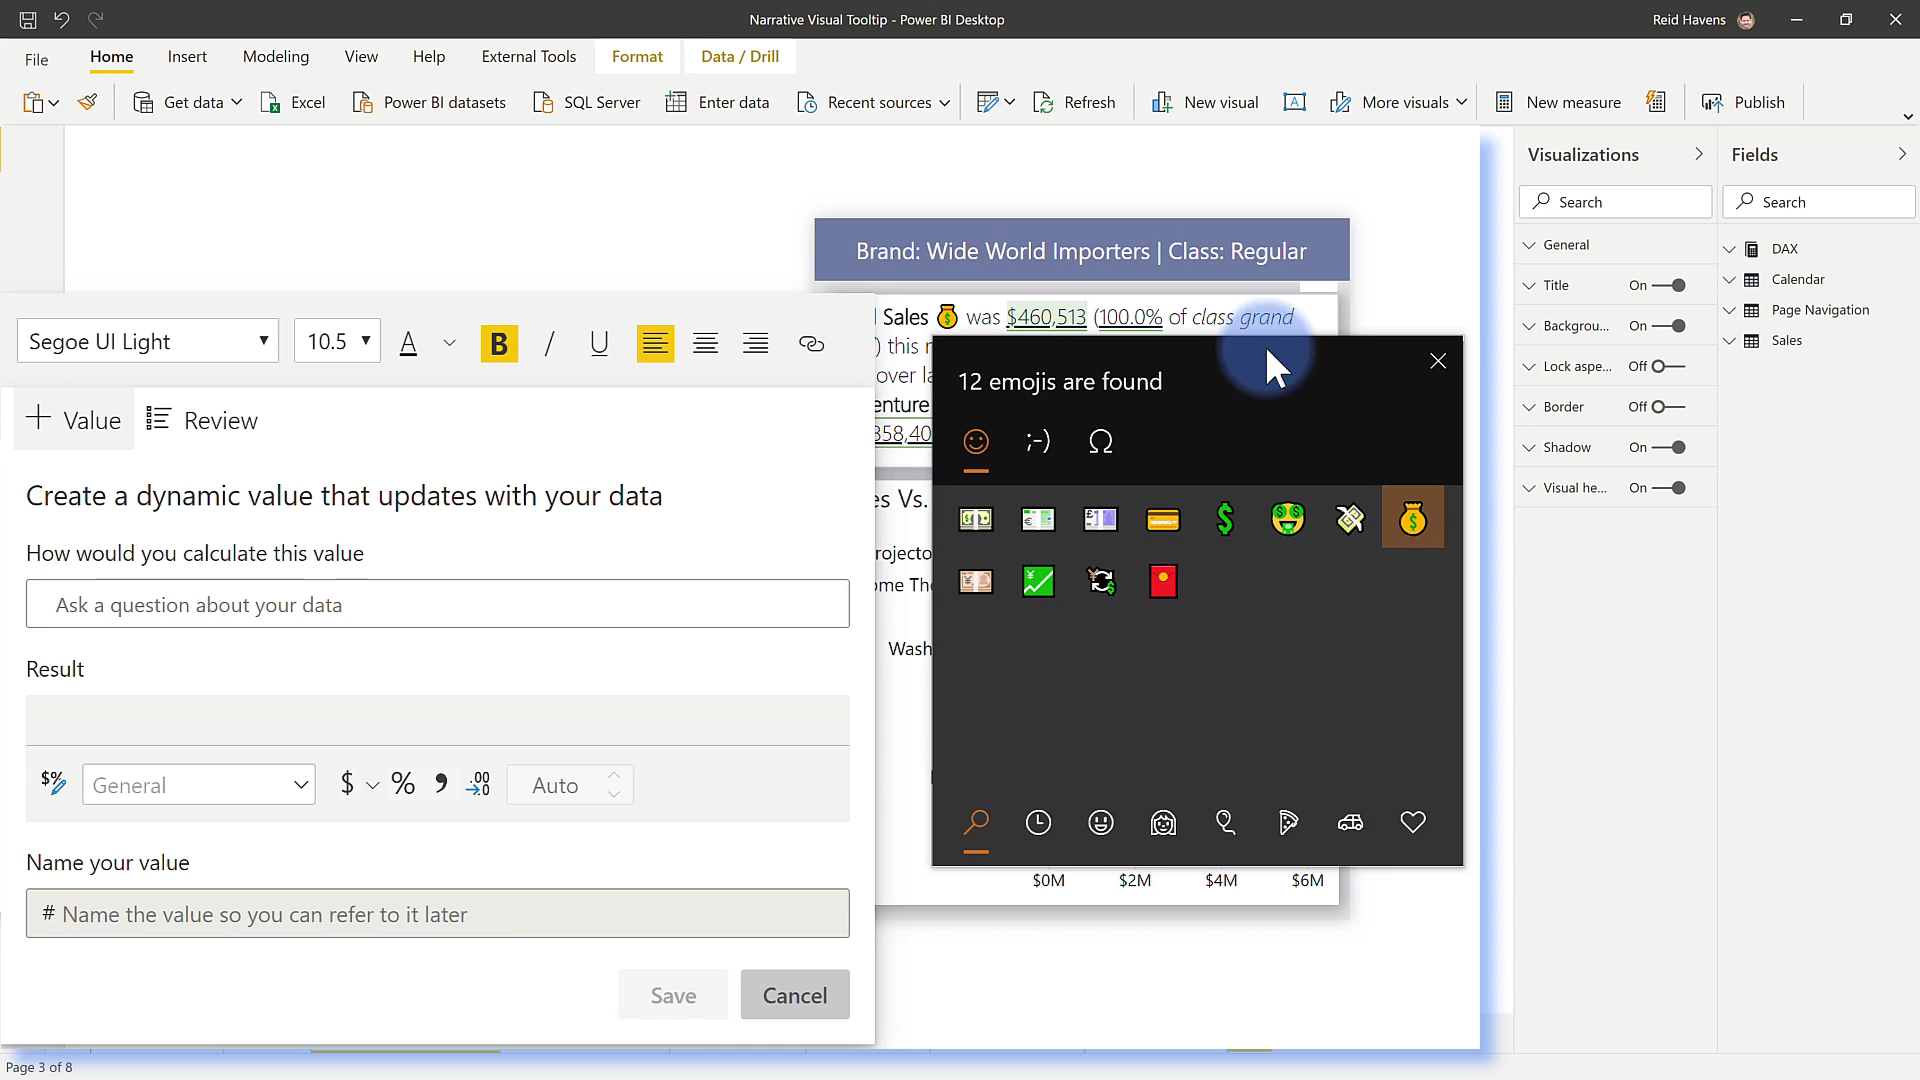 Narrative Visual Tooltip - Power BI Desktop
Reid Havens
File Home Insert Modeling View Help External Tools Format Data / Drill
Get data Excel Power BI datasets SQL Server Enter data Recent sources Refresh New visual More visuals New measure Publish
Brand: Wide World Importers | Class: Regular
Sales 💰 was $460,513 (100.0% of class grand
) this
over
enture
858,40
es Vs.
rojecto
ome The
Wash
$0M $2M $4M $6M
Segoe UI Light 10.5 A B / U
Value Review
Create a dynamic value that updates with your data
How would you calculate this value
Ask a question about your data
Result
General $ % , .00 Auto
Name your value
# Name the value so you can refer to it later
Save Cancel
12 emojis are found
;-) Ω
Visualizations
Search
General
Title On
Backgrou... On
Lock aspe... Off
Border Off
Shadow On
Visual he... On
Fields
Search
DAX
Calendar
Page Navigation
Sales
Page 3 of 8